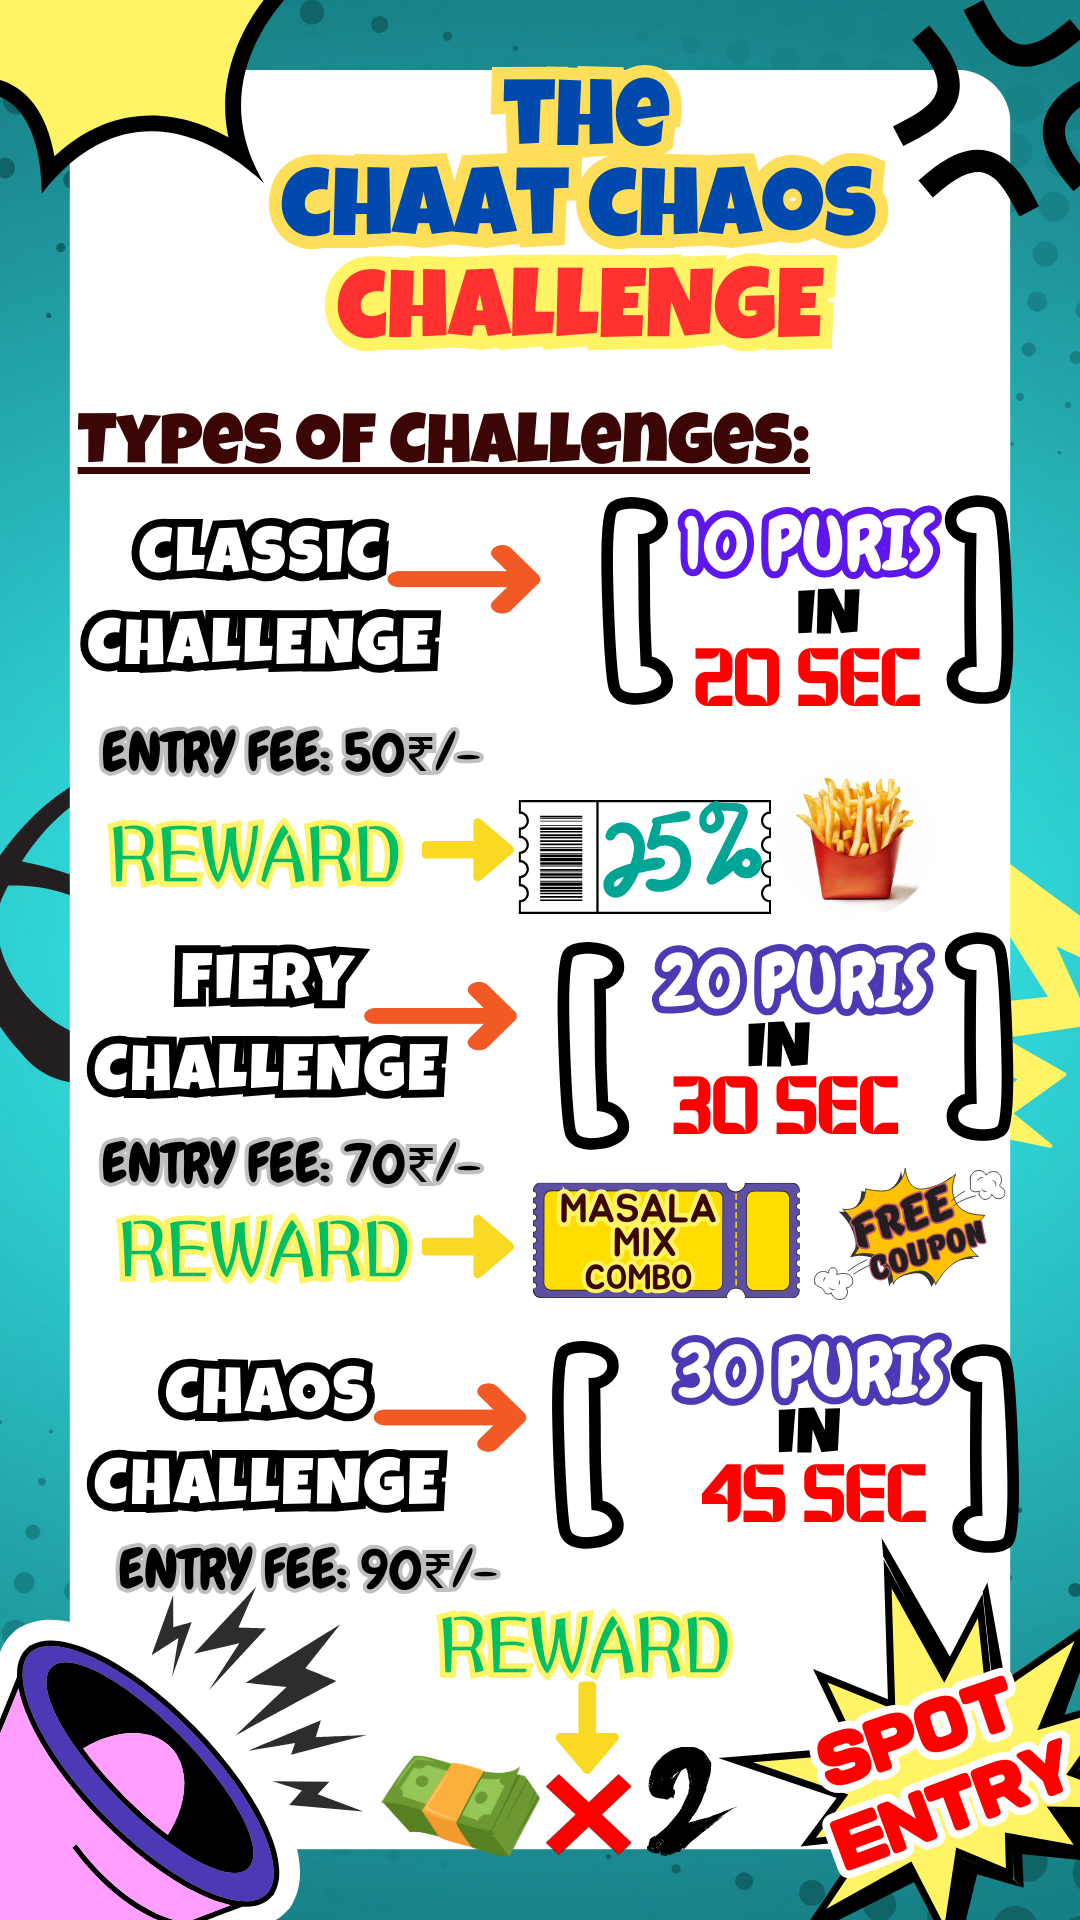 THe
CHAAT CHAOS
CHALLENGE
TYPes OF CHALLenGes:
CLASSIC
CHALLENGE
10 PURIS
IN
20 SEC
ENTRY FEE: 50₹/-
REWARD
25%
FIERY
CHALLENGE
20 PURIS
IN
30 SEC
ENTRY FEE: 70₹/-
REWARD
MASALA
MIX
COMBO
FREE
COUPON
CHAOS
CHALLENGE
30 PURIS
IN
45 SEC
ENTRY FEE: 90₹/-
REWARD
2
SPOT
ENTRY